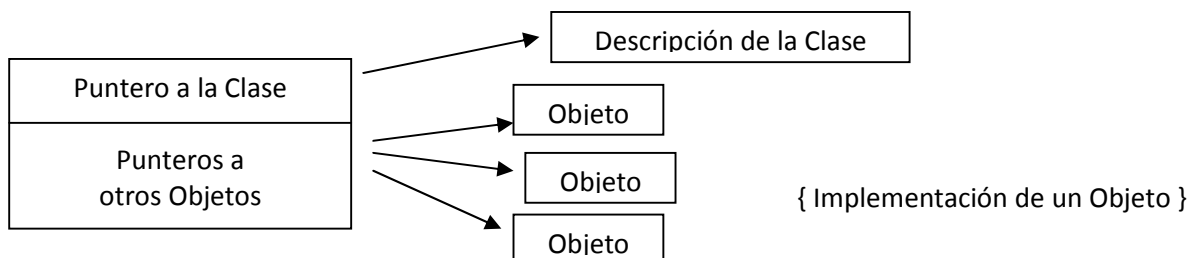 Descripción de la Clase
Puntero a la Clase
Objeto
Punteros a
otros Objetos
Objeto
{ Implementación de un Objeto }
Objeto